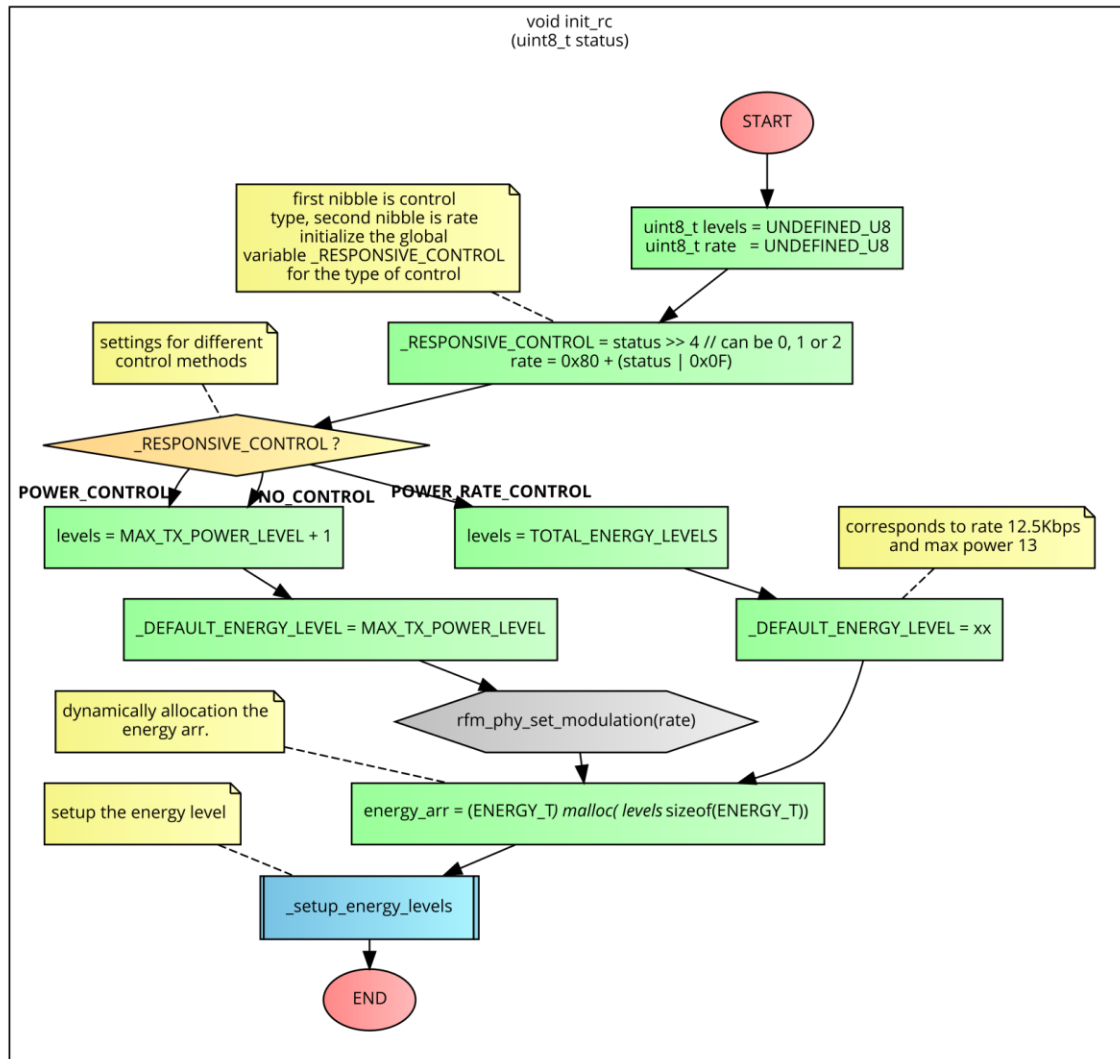 void init_rc
(uint8_t status)
START
uint8_t levels = UNDEFINED_U8
uint8_t rate   = UNDEFINED_U8
first nibble is control
type, second nibble is rate
initialize the global
variable _RESPONSIVE_CONTROL
for the type of control
_RESPONSIVE_CONTROL = status >> 4 // can be 0, 1 or 2
rate = 0x80 + (status | 0x0F)
settings for different
control methods
_RESPONSIVE_CONTROL ?
POWER_CONTROL
NO_CONTROL
POWER_RATE_CONTROL
levels = MAX_TX_POWER_LEVEL + 1
levels = TOTAL_ENERGY_LEVELS
corresponds to rate 12.5Kbps
and max power 13
_DEFAULT_ENERGY_LEVEL = MAX_TX_POWER_LEVEL
_DEFAULT_ENERGY_LEVEL = xx
rfm_phy_set_modulation(rate)
dynamically allocation the
energy arr.
energy_arr = (ENERGY_T) malloc( levels sizeof(ENERGY_T))
setup the energy level
_setup_energy_levels
END